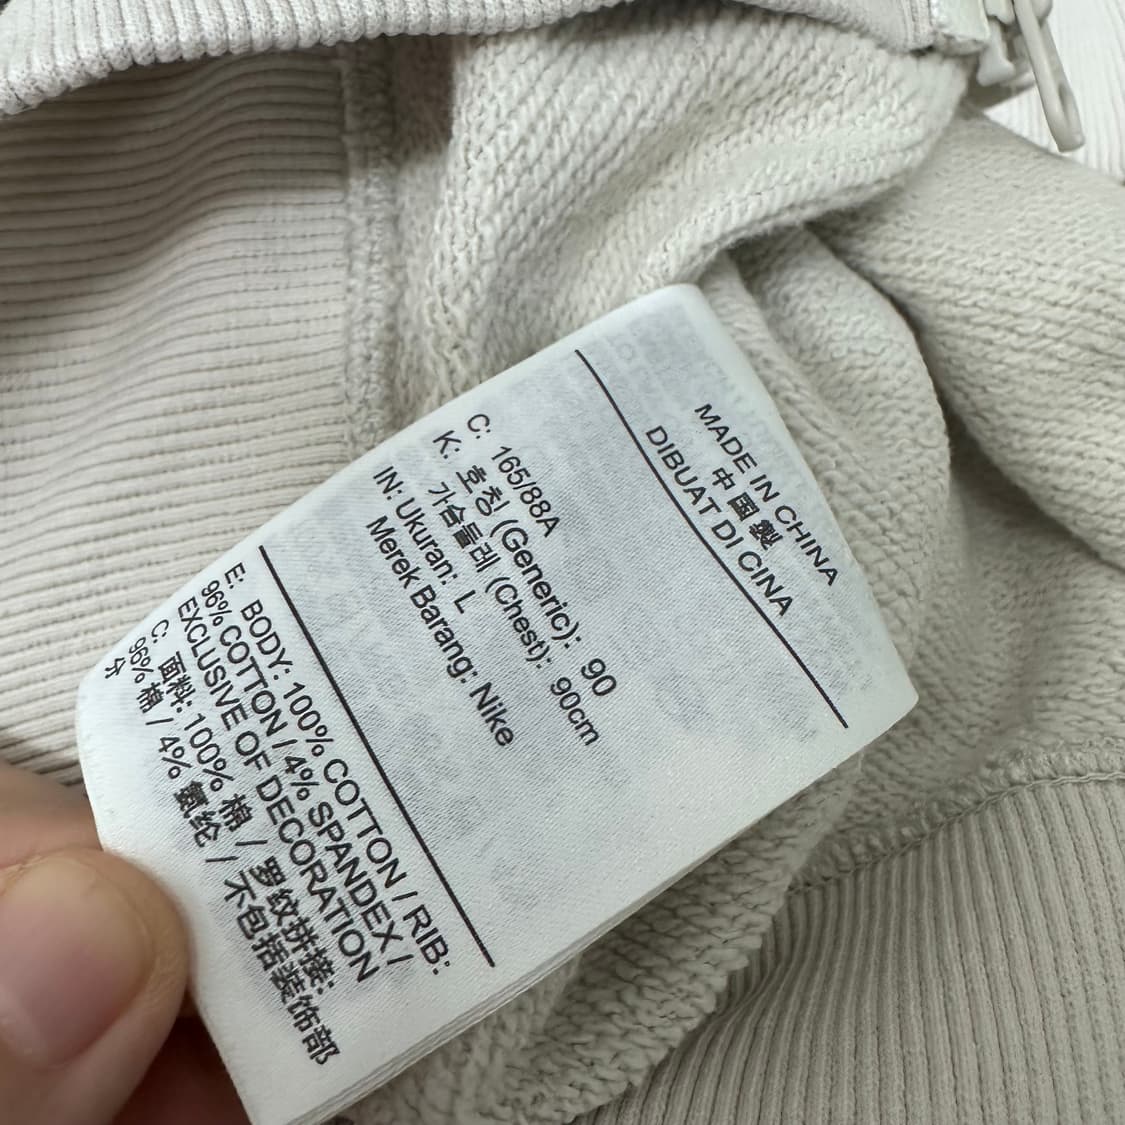 MADE IN CHINA
中國製
DIBUAT DI CINA
C: 165/88A
K: 호칭 (Generic): 90
가슴둘레 (Chest): 90cm
IN: Ukuran: L
Merek Barang: Nike
E: BODY: 100% COTTON / RIB:
96% COTTON / 4% SPANDEX /
EXCLUSIVE OF DECORATION
C: 面料: 100% 棉 / 罗纹拼接:
96% 棉 / 4% 氨纶 / 不包括装饰部
分